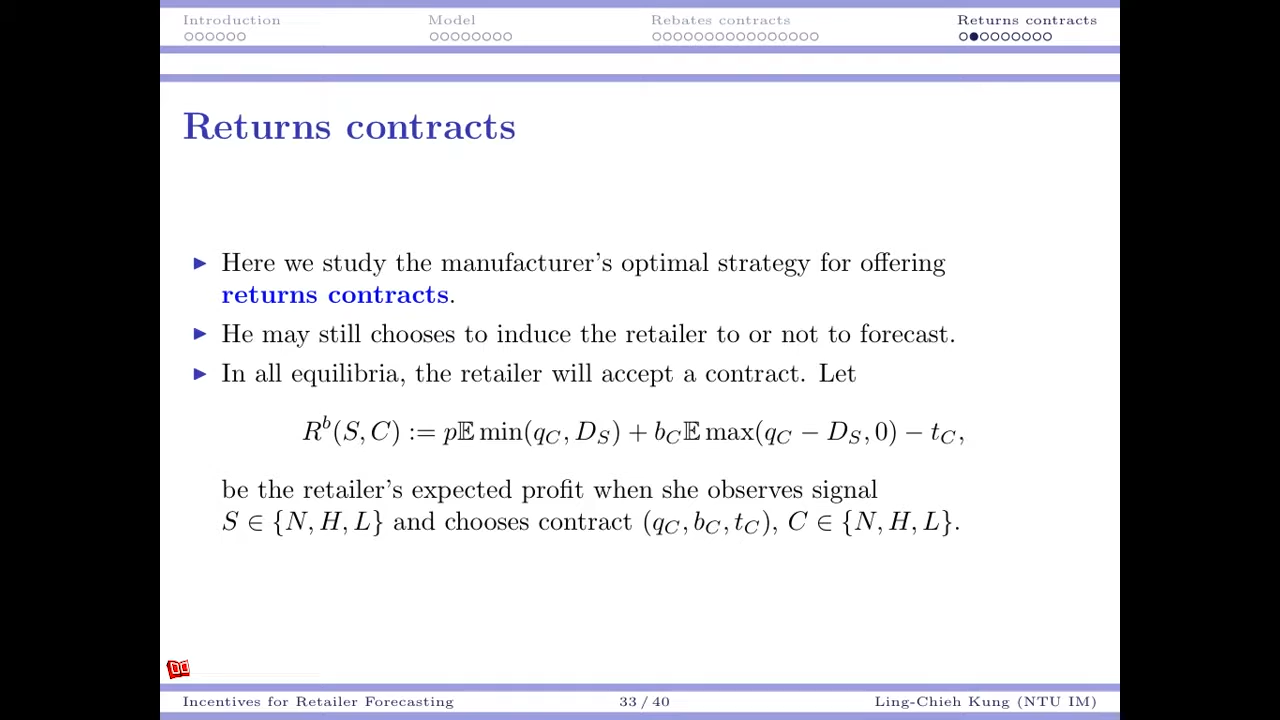 Introduction Model Rebates contracts Returns contracts
Returns contracts
Here we study the manufacturer's optimal strategy for offering
returns contracts.
He may still chooses to induce the retailer to or not to forecast.
In all equilibria, the retailer will accept a contract. Let
R^b(S, C) := p𝔼 min(q_C, D_S) + b_C𝔼 max(q_C − D_S, 0) − t_C,
be the retailer's expected profit when she observes signal
S ∈ {N, H, L} and chooses contract (q_C, b_C, t_C), C ∈ {N, H, L}.
Incentives for Retailer Forecasting 33 / 40 Ling-Chieh Kung (NTU IM)